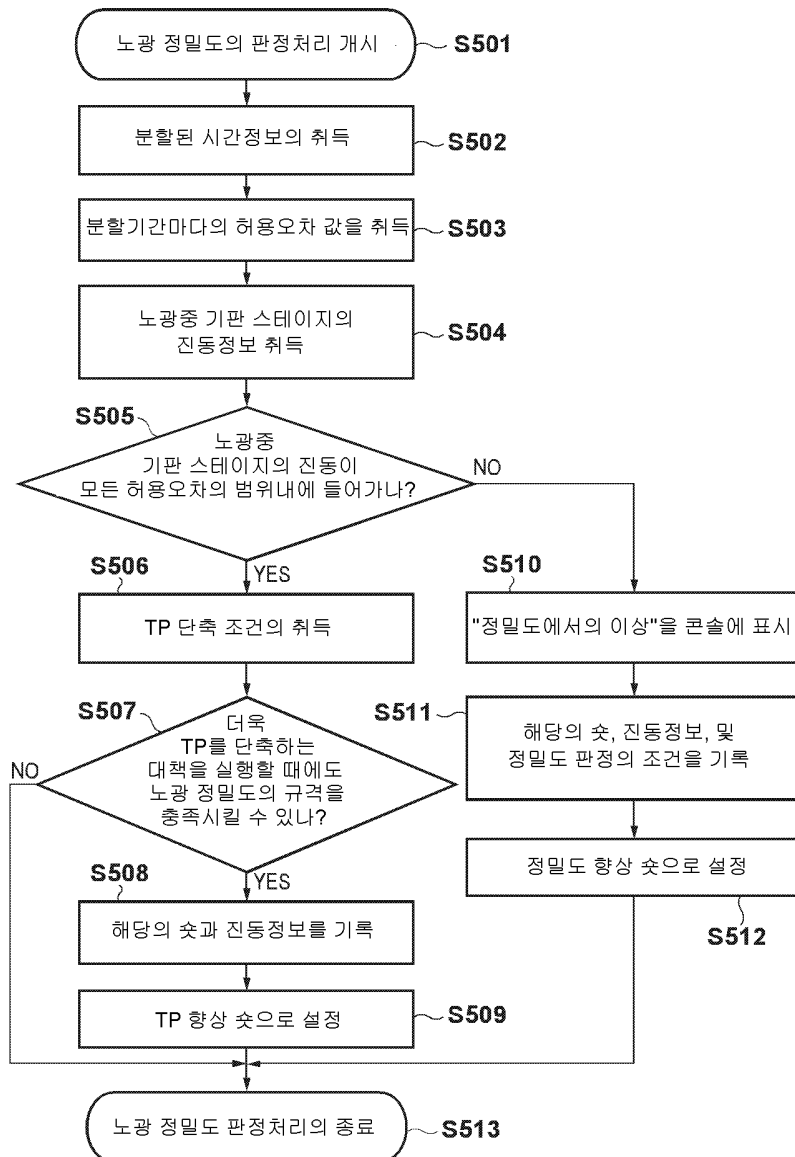 노광 정밀도의 판정처리 개시
S501
분할된 시간정보의 취득
S502
분할기간마다의 허용오차 값을 취득
S503
노광중 기판 스테이지의
진동정보 취득
S504
S505
노광중
기판 스테이지의 진동이
모든 허용오차의 범위내에 들어가나?
NO
YES
S506
TP 단축 조건의 취득
S507
더욱
TP를 단축하는
대책을 실행할 때에도
노광 정밀도의 규격을
충족시킬 수 있나?
NO
YES
S508
해당의 숏과 진동정보를 기록
TP 향상 숏으로 설정
S509
S510
"정밀도에서의 이상"을 콘솔에 표시
S511
해당의 숏, 진동정보, 및
정밀도 판정의 조건을 기록
정밀도 향상 숏으로 설정
S512
노광 정밀도 판정처리의 종료
S513